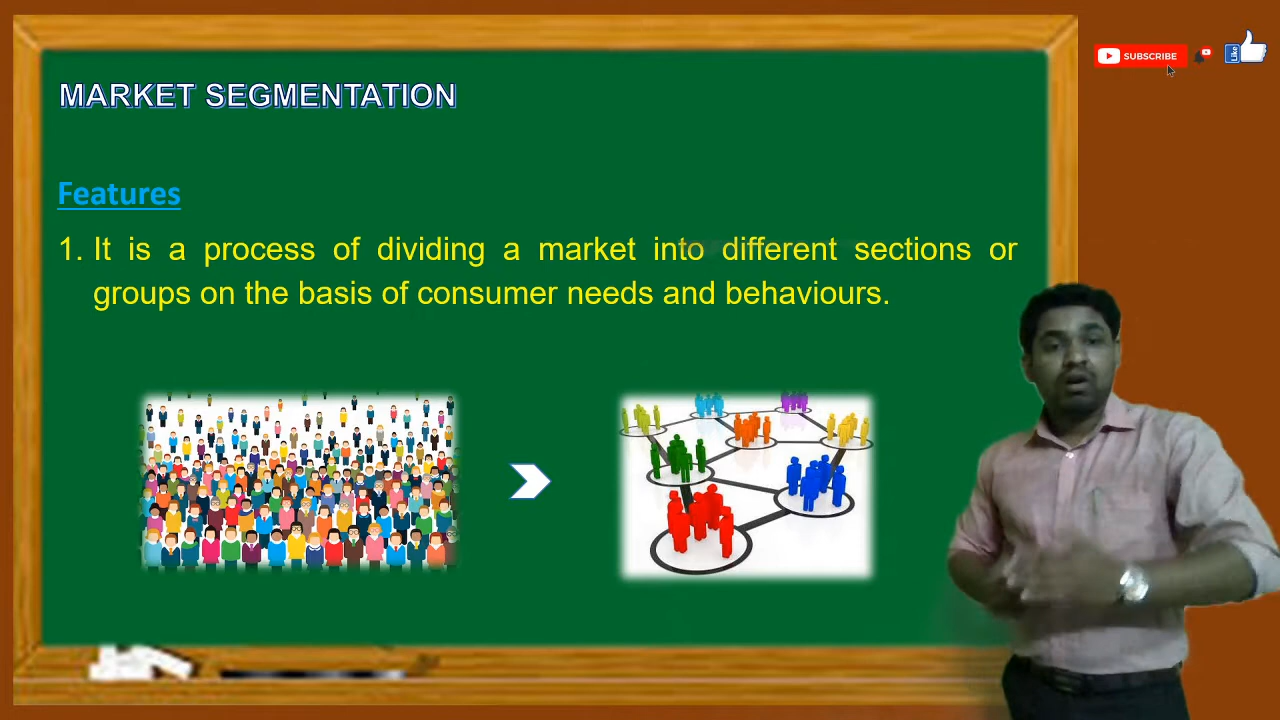 SUBSCRIBE
Like
MARKET SEGMENTATION
Features
1. It is a process of dividing a market into different sections or
groups on the basis of consumer needs and behaviours.